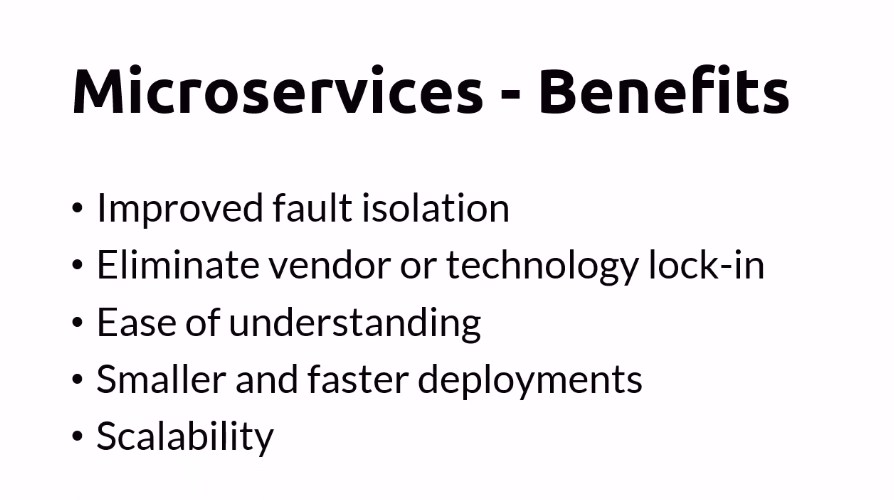 Microservices - Benefits
• Improved fault isolation
• Eliminate vendor or technology lock-in
• Ease of understanding
• Smaller and faster deployments
• Scalability